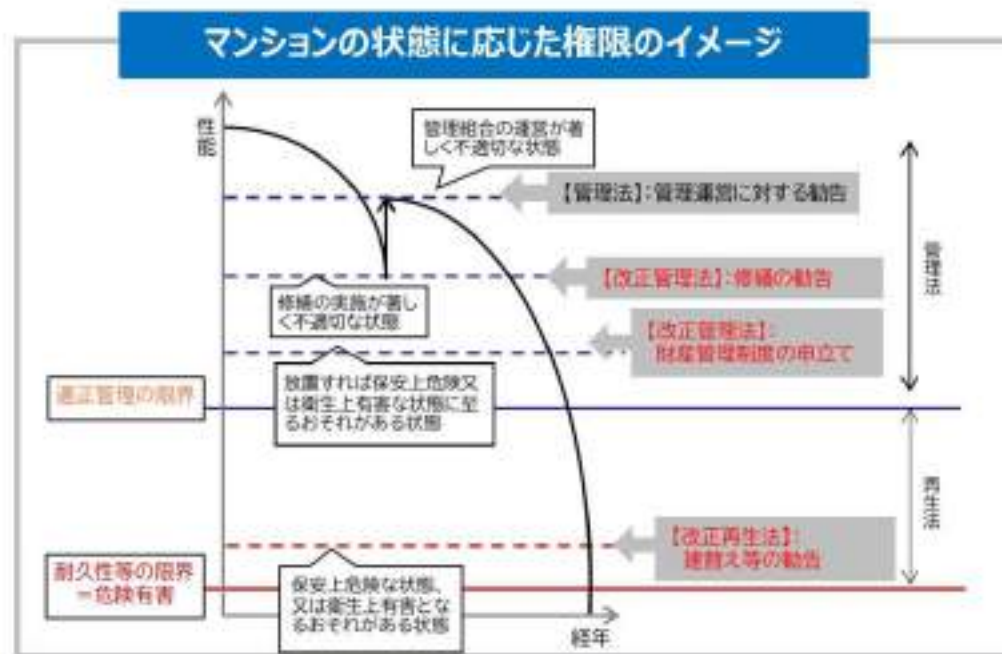 マンションの状態に応じた権限のイメージ
性能
管理組合の運営が著
しく不適切な状態
【管理法】:管理運営に対する勧告
管理法
【改正管理法】:修繕の勧告
修繕の実施が著し
く不適切な状態
【改正管理法】:
財産管理制度の申立て
放置すれば保安上危険又
は衛生上有害な状態に至
るおそれがある状態
適正管理の限界
再生法
【改正再生法】:
建替え等の勧告
耐久性等の限界
=危険有害
保安上危険な状態、
又は衛生上有害とな
るおそれがある状態
経年